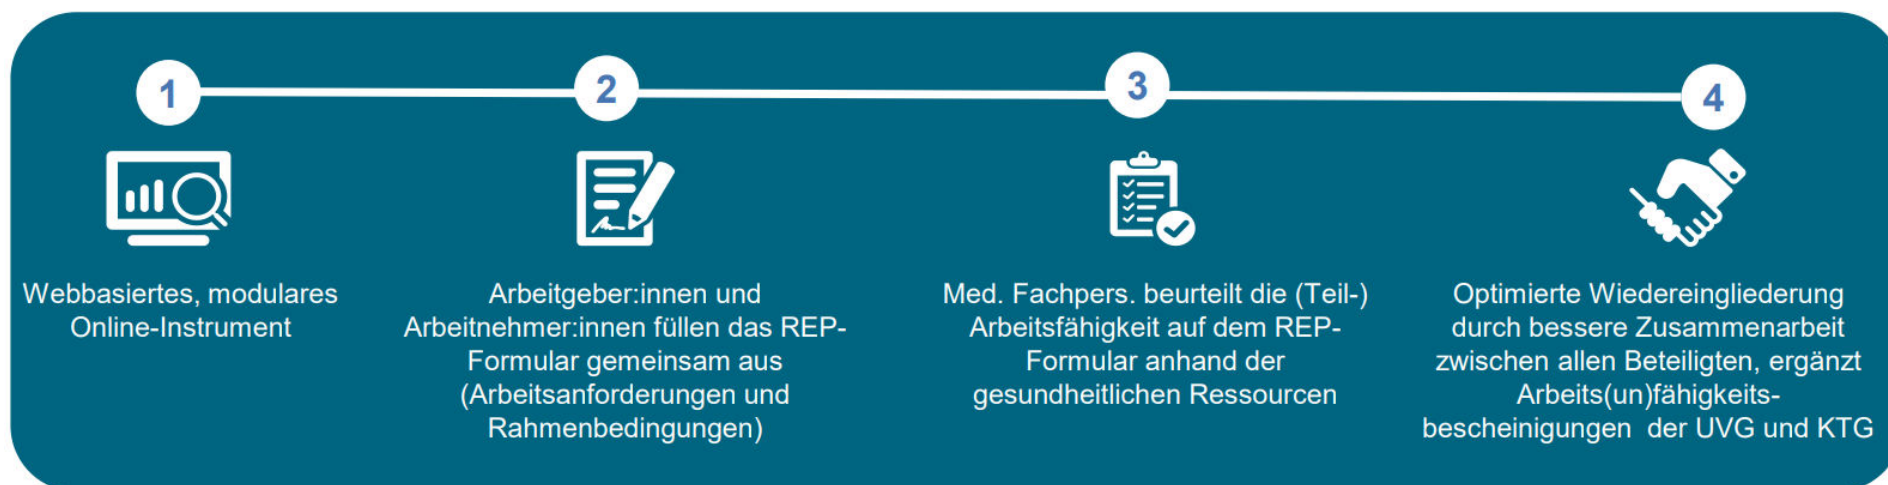 1
2
3
4
Webbasiertes, modulares
Online-Instrument
Arbeitgeber:innen und
Arbeitnehmer:innen füllen das REP-
Formular gemeinsam aus
(Arbeitsanforderungen und
Rahmenbedingungen)
Med. Fachpers. beurteilt die (Teil-)
Arbeitsfähigkeit auf dem REP-
Formular anhand der
gesundheitlichen Ressourcen
Optimierte Wiedereingliederung
durch bessere Zusammenarbeit
zwischen allen Beteiligten, ergänzt
Arbeits(un)fähigkeits-
bescheinigungen der UVG und KTG